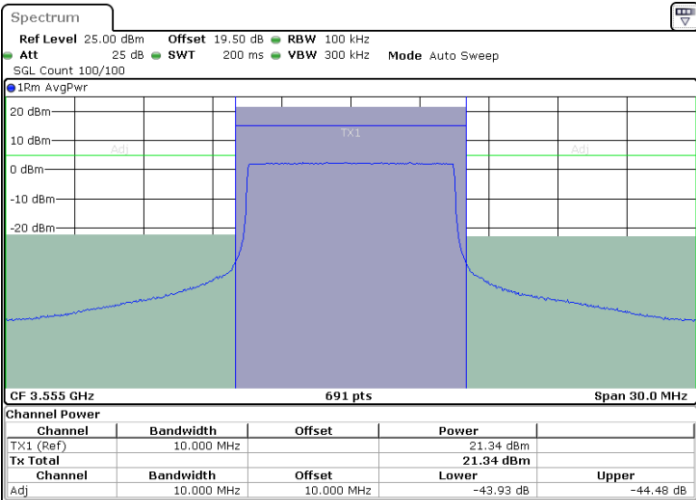 Spectrum
Ref Level 25.00 dBm Offset 19.50 dB RBW 100 kHz
Att 25 dB SWT 200 ms VBW 300 kHz Mode Auto Sweep
SGL Count 100/100
1Rm AvgPwr
20 dBm
TX1
10 dBm
Adj Adj
0 dBm
-10 dBm
-20 dBm
CF 3.555 GHz 691 pts Span 30.0 MHz
Channel Power
Channel Bandwidth Offset Power
TX1 (Ref) 10.000 MHz 21.34 dBm
Tx Total 21.34 dBm
Channel Bandwidth Offset Lower Upper
Adj 10.000 MHz 10.000 MHz -43.93 dB -44.48 dB